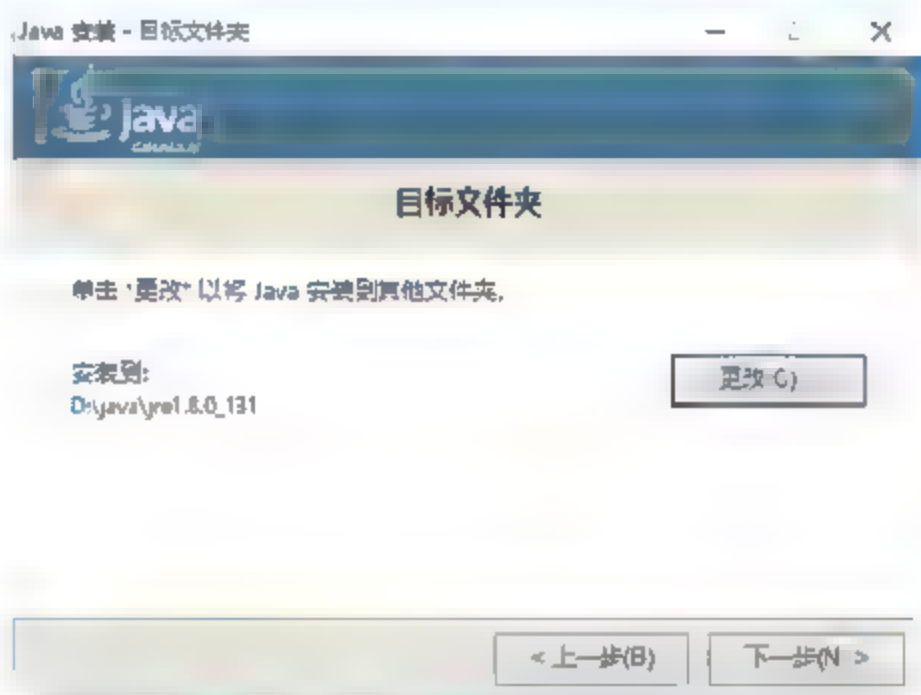 Java 安装 - 目标文件夹
java
目标文件夹
单击 "更改" 以将 Java 安装到其他文件夹。
安装到:
D:\java\jre1.8.0_131
更改 C)
< 上一步(B)
下一步(N >